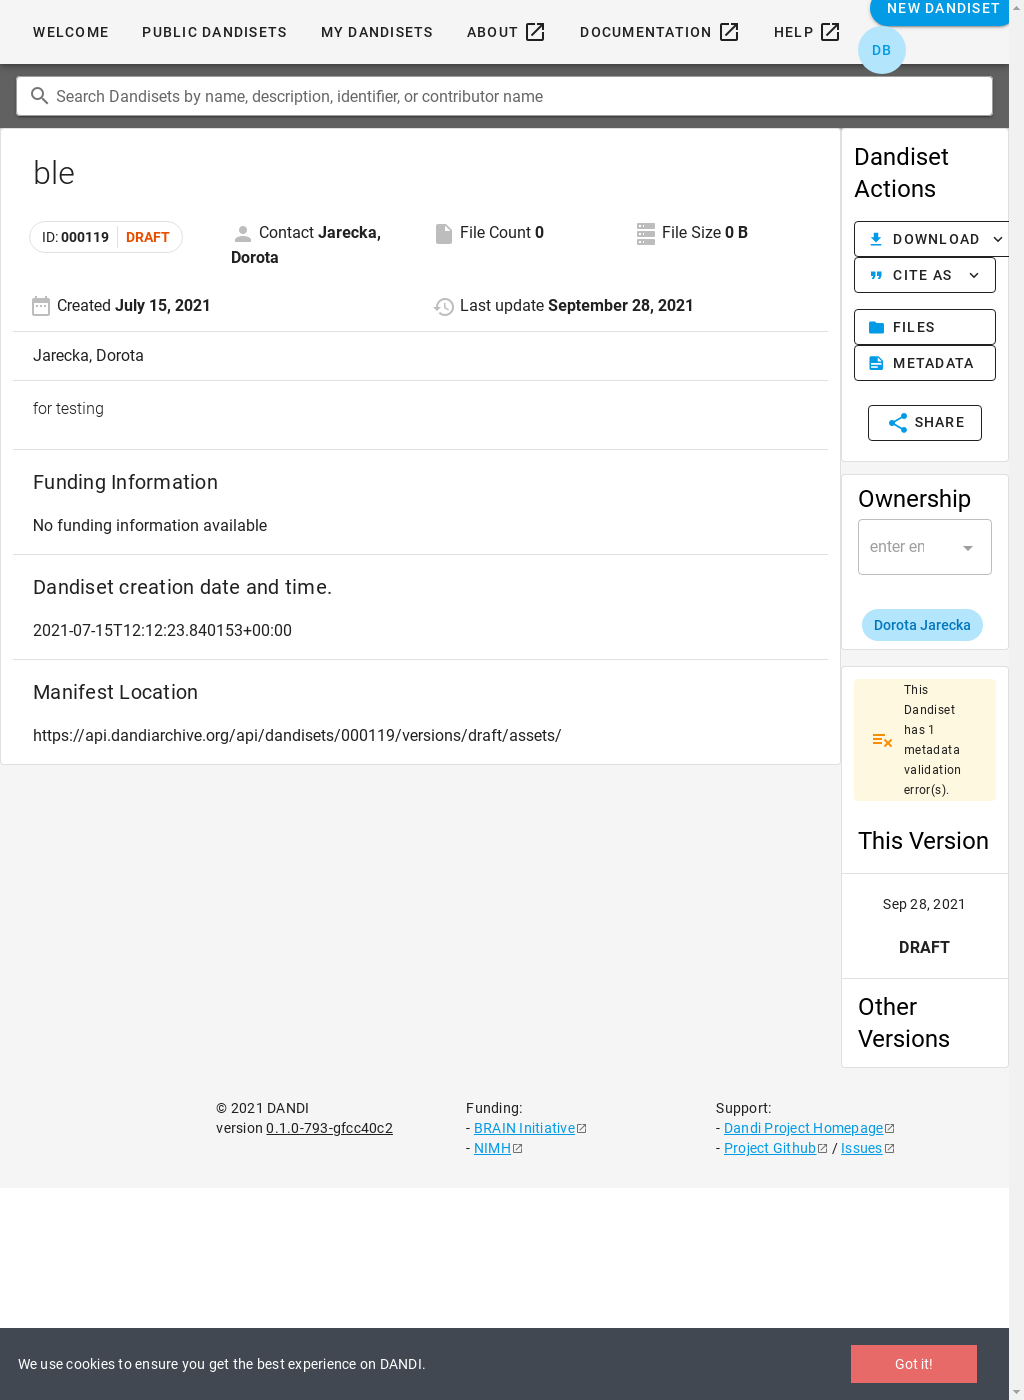 WELCOME PUBLIC DANDISETS MY DANDISETS ABOUT DOCUMENTATION HELP NEW DANDISET
DB
Search Dandisets by name, description, identifier, or contributor name
ble
ID: 000119 DRAFT
Contact Jarecka,
Dorota
File Count 0
File Size 0 B
Created July 15, 2021
Last update September 28, 2021
Jarecka, Dorota
for testing
Funding Information
No funding information available
Dandiset creation date and time.
2021-07-15T12:12:23.840153+00:00
Manifest Location
https://api.dandiarchive.org/api/dandisets/000119/versions/draft/assets/
Dandiset
Actions
DOWNLOAD
CITE AS
FILES
METADATA
SHARE
Ownership
enter en
Dorota Jarecka
This
Dandiset
has 1
metadata
validation
error(s).
This Version
Sep 28, 2021
DRAFT
Other
Versions
© 2021 DANDI
version 0.1.0-793-gfcc40c2
Funding:
- BRAIN Initiative
- NIMH
Support:
- Dandi Project Homepage
- Project Github / Issues
We use cookies to ensure you get the best experience on DANDI.
Got it!